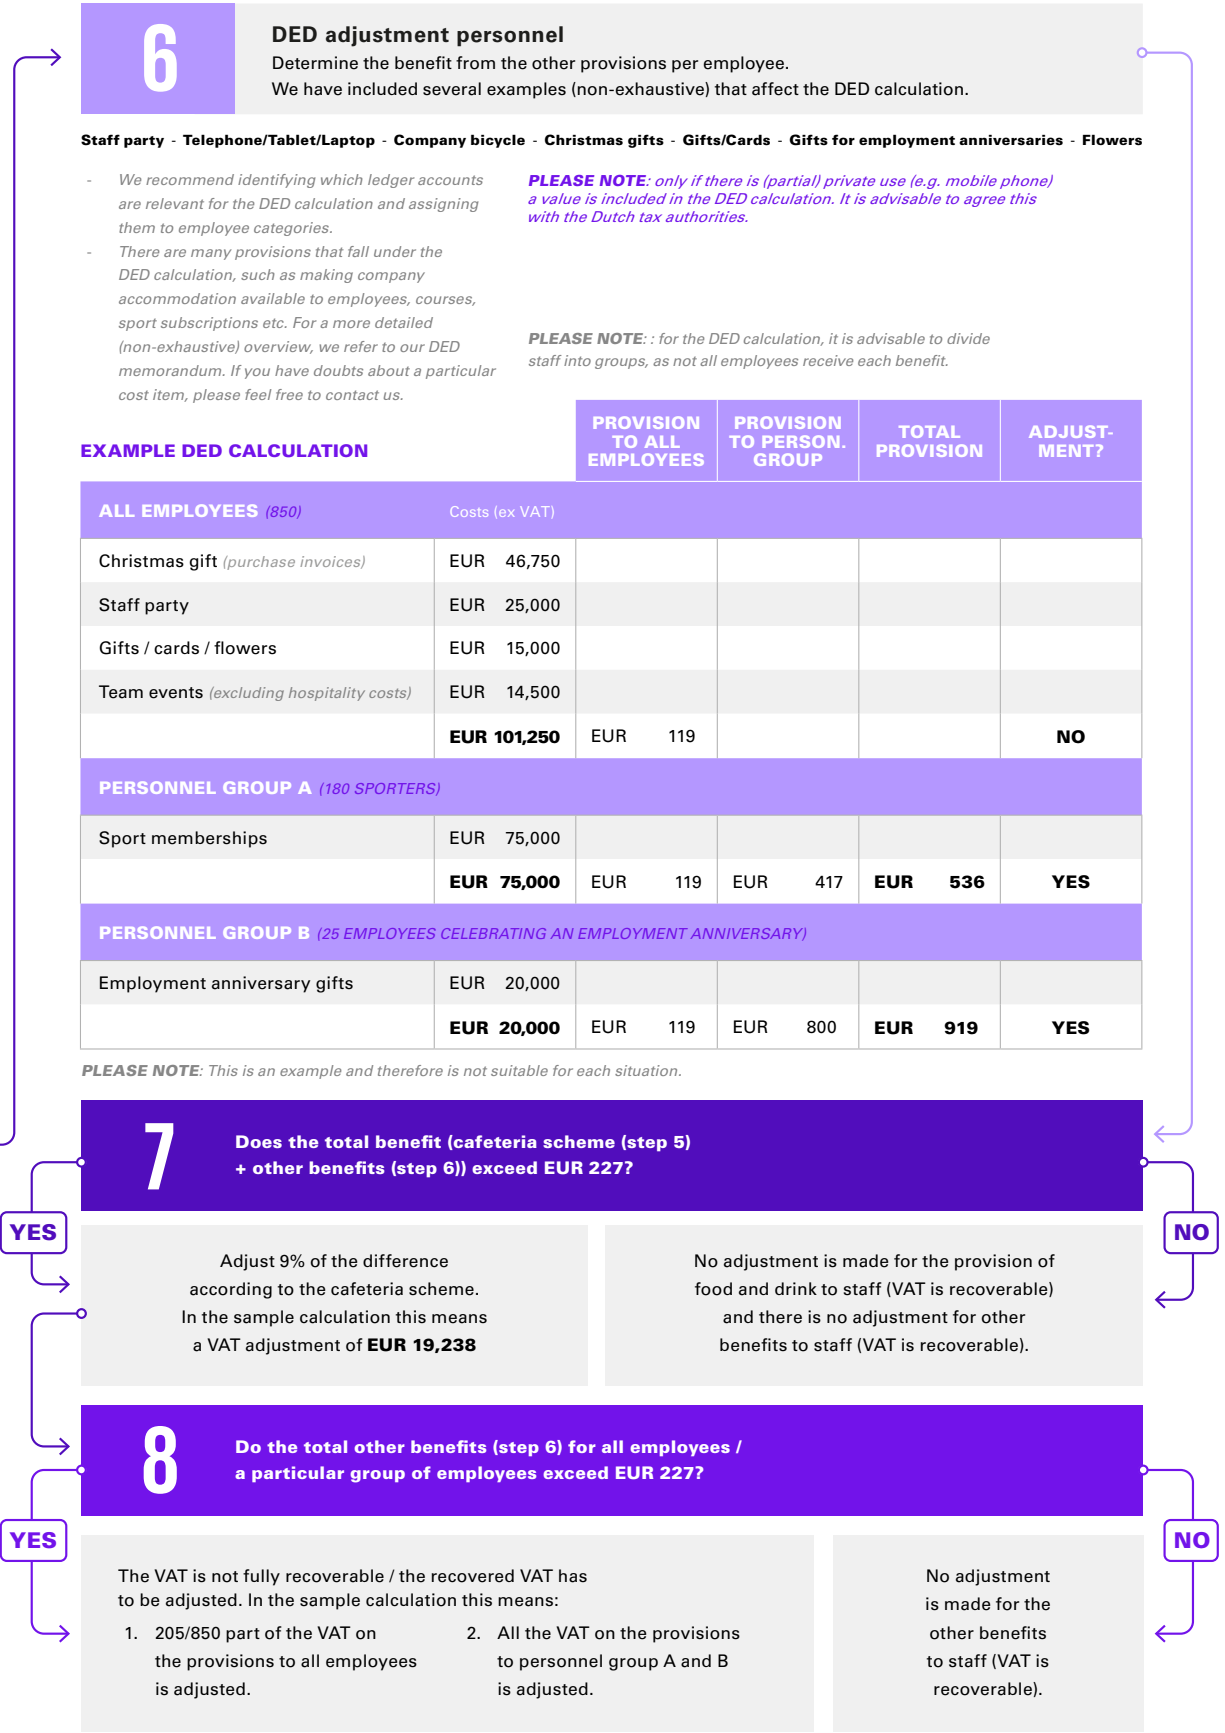 6
DED adjustment personnel
Determine the benefit from the other provisions per employee.
We have included several examples (non-exhaustive) that affect the DED calculation.
Staff party - Telephone/Tablet/Laptop - Company bicycle - Christmas gifts - Gifts/Cards - Gifts for employment anniversaries - Flowers
- We recommend identifying which ledger accounts
are relevant for the DED calculation and assigning
them to employee categories.
- There are many provisions that fall under the
DED calculation, such as making company
accommodation available to employees, courses,
sport subscriptions etc. For a more detailed
(non-exhaustive) overview, we refer to our DED
memorandum. If you have doubts about a particular
cost item, please feel free to contact us.
PLEASE NOTE: only if there is (partial) private use (e.g. mobile phone)
a value is included in the DED calculation. It is advisable to agree this
with the Dutch tax authorities.
PLEASE NOTE: : for the DED calculation, it is advisable to divide
staff into groups, as not all employees receive each benefit.
EXAMPLE DED CALCULATION
PROVISION
TO ALL
EMPLOYEES
PROVISION
TO PERSON.
GROUP
TOTAL
PROVISION
ADJUST-
MENT?
ALL EMPLOYEES (850) Costs (ex VAT)
Christmas gift (purchase invoices) EUR 46,750
Staff party EUR 25,000
Gifts / cards / flowers EUR 15,000
Team events (excluding hospitality costs) EUR 14,500
EUR 101,250 EUR 119 NO
PERSONNEL GROUP A (180 SPORTERS)
Sport memberships EUR 75,000
EUR 75,000 EUR 119 EUR 417 EUR 536 YES
PERSONNEL GROUP B (25 EMPLOYEES CELEBRATING AN EMPLOYMENT ANNIVERSARY)
Employment anniversary gifts EUR 20,000
EUR 20,000 EUR 119 EUR 800 EUR 919 YES
PLEASE NOTE: This is an example and therefore is not suitable for each situation.
7
Does the total benefit (cafeteria scheme (step 5)
+ other benefits (step 6)) exceed EUR 227?
YES
Adjust 9% of the difference
according to the cafeteria scheme.
In the sample calculation this means
a VAT adjustment of EUR 19,238
NO
No adjustment is made for the provision of
food and drink to staff (VAT is recoverable)
and there is no adjustment for other
benefits to staff (VAT is recoverable).
8
Do the total other benefits (step 6) for all employees /
a particular group of employees exceed EUR 227?
YES
The VAT is not fully recoverable / the recovered VAT has
to be adjusted. In the sample calculation this means:
1. 205/850 part of the VAT on
the provisions to all employees
is adjusted.
2. All the VAT on the provisions
to personnel group A and B
is adjusted.
NO
No adjustment
is made for the
other benefits
to staff (VAT is
recoverable).